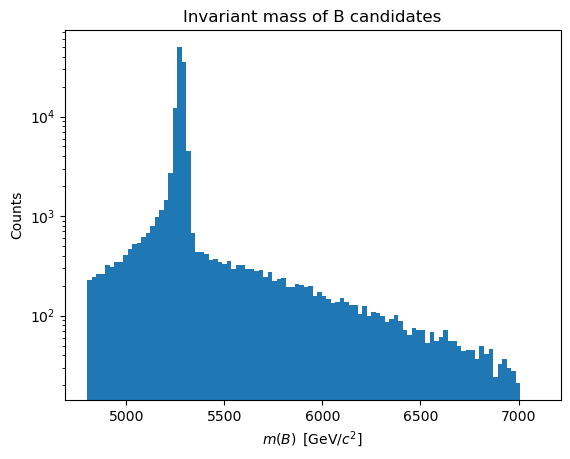 Invariant mass of B candidates
Counts
10^4
10^3
10^2
5000 5500 6000 6500 7000
m(B) [GeV/c^2]